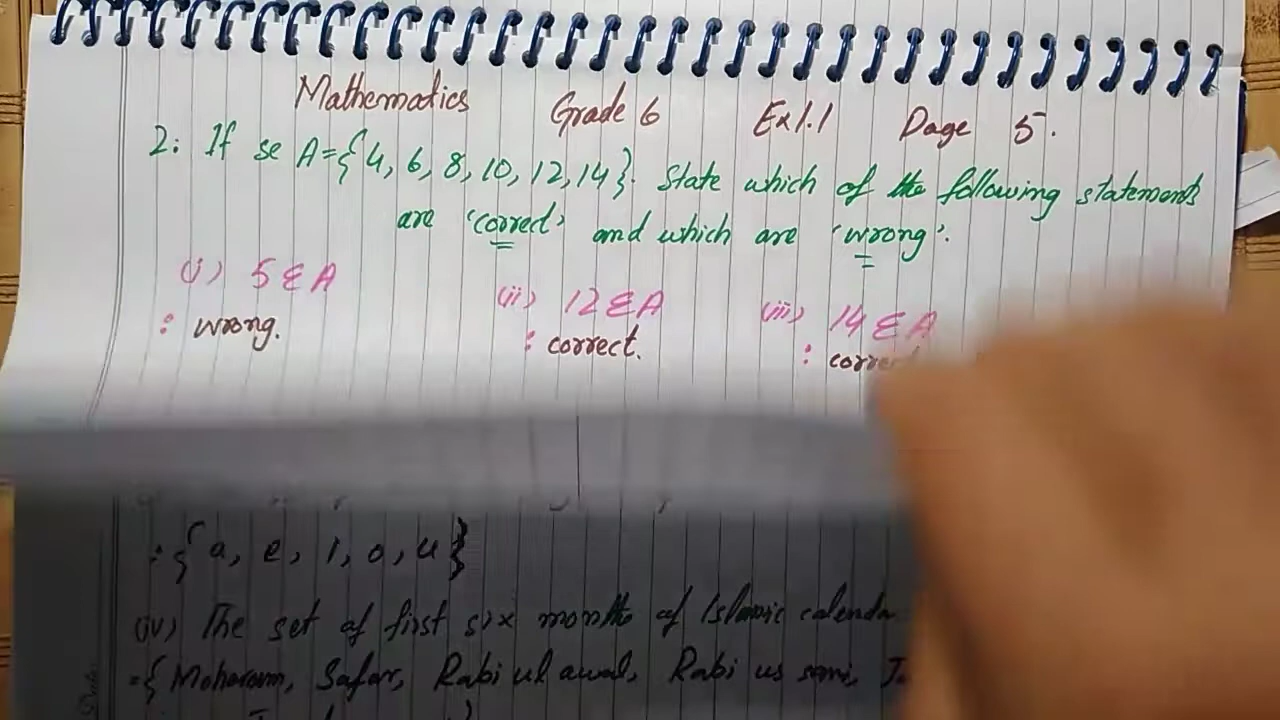 Mathematics Grade 6 Ex1.1 Page 5.
2: If se A={4, 6, 8, 10, 12, 14}. State which of the following statements
are 'correct' and which are 'wrong'.
(i) 5 Σ A (ii) 12 Σ A (iii) 14 Σ A
: wrong. : correct. :
: {a, e, i, o, u}
(iv) The set of first six months of Islamic
={Moharam, Safar, Rabi ul awal, Rabi us sani,